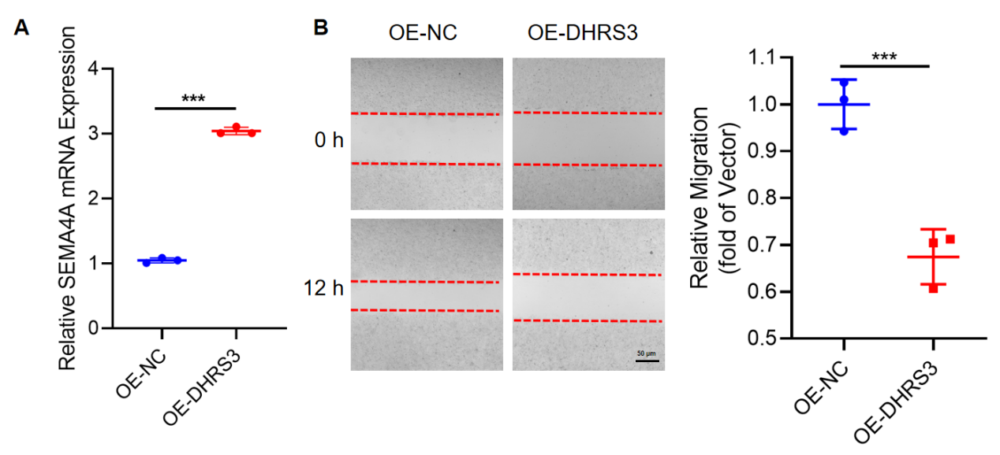 A
Relative SEMA4A mRNA Expression
4
3
2
1
0
***
OE-NC
OE-DHRS3
B
OE-NC
OE-DHRS3
0 h
12 h
50 μm
Relative Migration
(fold of Vector)
1.1
1.0
0.9
0.8
0.7
0.6
0.5
***
OE-NC
OE-DHRS3